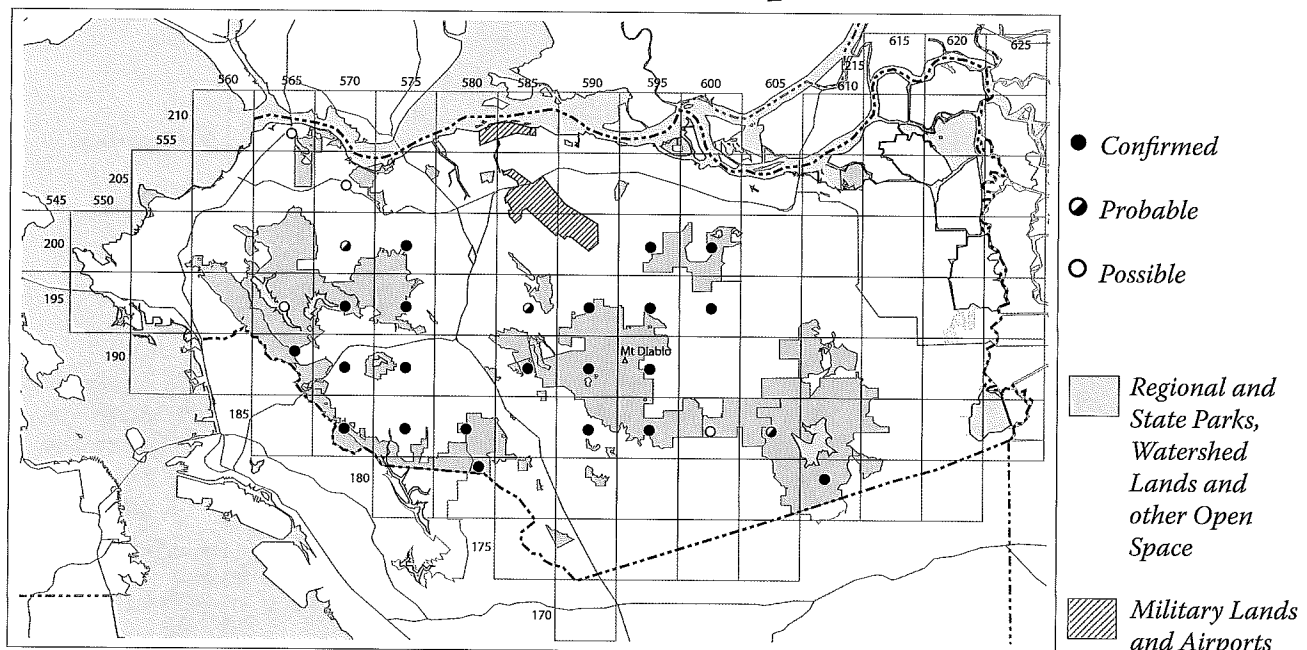 615 620 625
215
560 565 570 575 580 585 590 595 600 605 610
210
555
205
545 550
200
195
190
Mt Diablo
185
180
175
170
Confirmed
Probable
Possible
Regional and
State Parks,
Watershed
Lands and
other Open
Space
Military Lands
and Airports